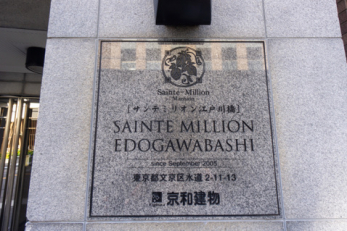 Sainte-Million
[サンテミリオン江戸川橋]
SAINTE MILLION
EDOGAWABASHI
since September 2005
東京都文京区水道 2-11-13
京和建物